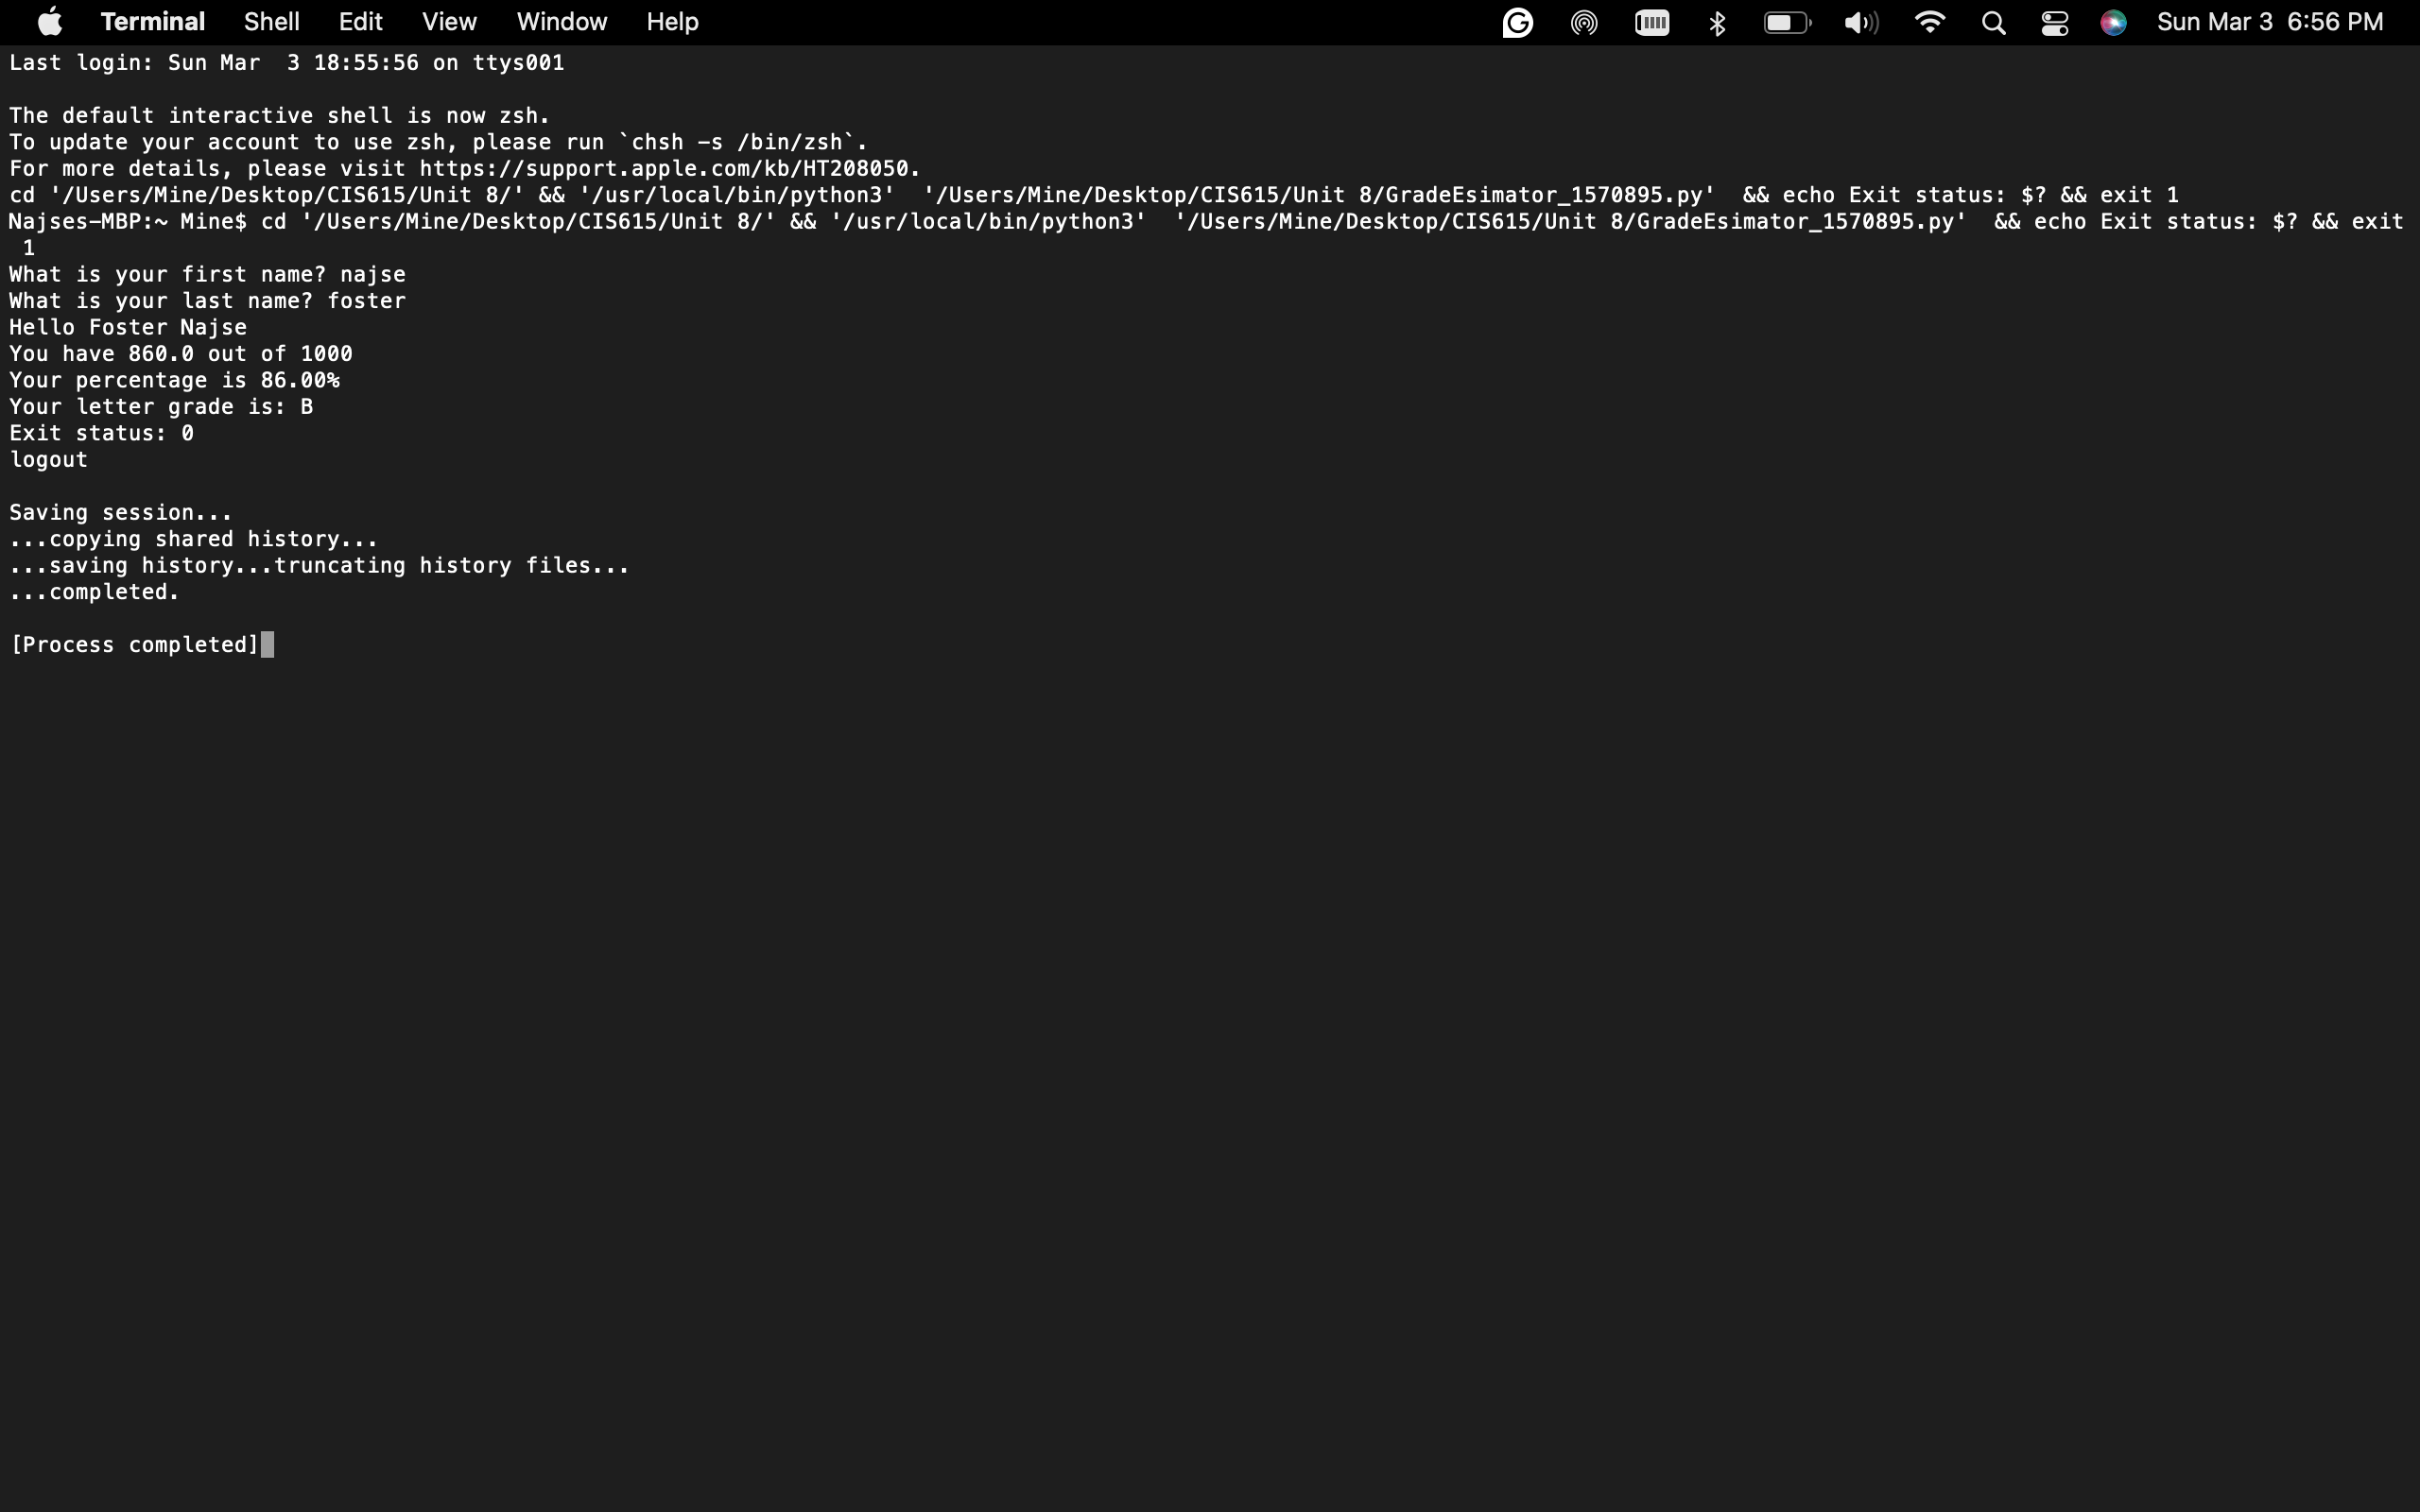 Terminal Shell Edit View Window Help Sun Mar 3 6:56 PM
Last login: Sun Mar  3 18:55:56 on ttys001
The default interactive shell is now zsh.
To update your account to use zsh, please run `chsh -s /bin/zsh`.
For more details, please visit https://support.apple.com/kb/HT208050.
cd '/Users/Mine/Desktop/CIS615/Unit 8/' && '/usr/local/bin/python3'  '/Users/Mine/Desktop/CIS615/Unit 8/GradeEsimator_1570895.py'  && echo Exit status: $? && exit 1
Najses-MBP:~ Mine$ cd '/Users/Mine/Desktop/CIS615/Unit 8/' && '/usr/local/bin/python3'  '/Users/Mine/Desktop/CIS615/Unit 8/GradeEsimator_1570895.py'  && echo Exit status: $? && exit
1
What is your first name? najse
What is your last name? foster
Hello Foster Najse
You have 860.0 out of 1000
Your percentage is 86.00%
Your letter grade is: B
Exit status: 0
logout
Saving session...
...copying shared history...
...saving history...truncating history files...
...completed.
[Process completed]